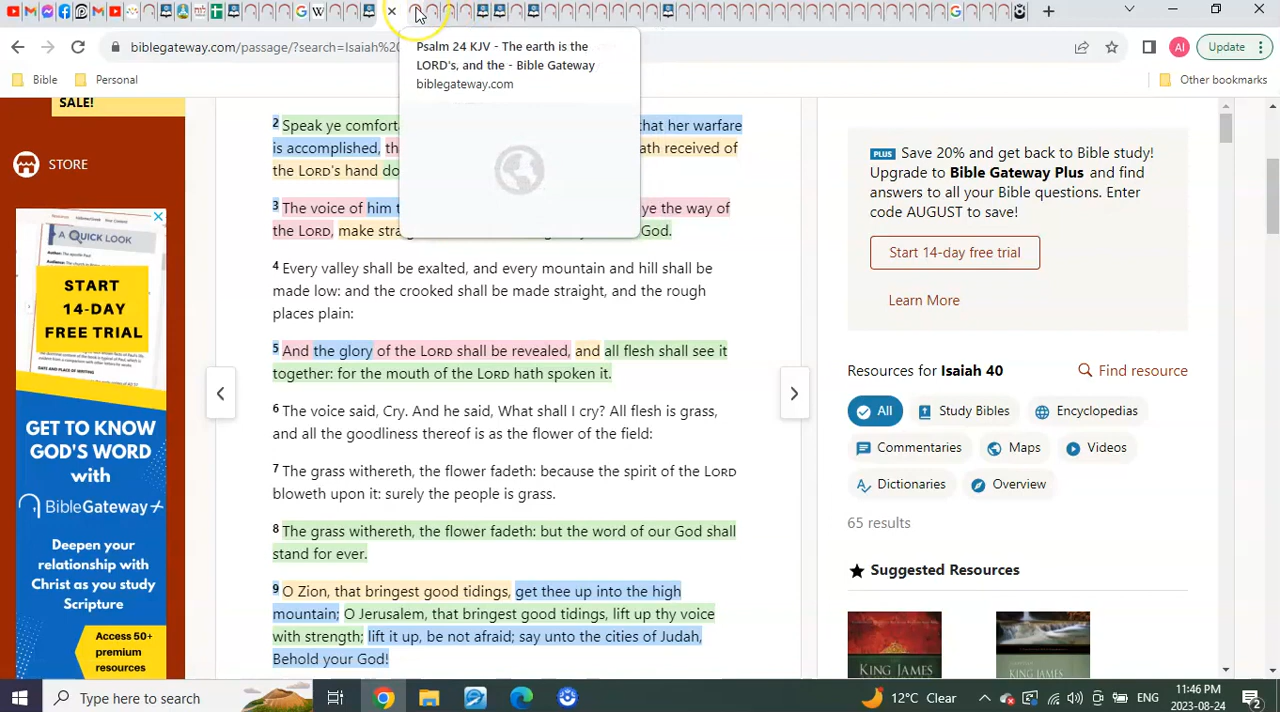 Update
biblegateway.com/passage/?search=Isaiah%20
AI
Bible
Personal
Other bookmarks
Psalm 24 KJV - The earth is the
LORD's, and the - Bible Gateway
biblegateway.com
SALE!
STORE
A QUICK LOOK
START
14-DAY
FREE TRIAL
GET TO KNOW
GOD'S WORD
with
BibleGateway+
Deepen your
relationship with
Christ as you study
Scripture
Access 50+
premium
resources
2 Speak ye comfort that her warfare
is accomplished, th ath received of
the LORD's hand do
3 The voice of him t ye the way of
the LORD, make stra God.
4 Every valley shall be exalted, and every mountain and hill shall be
made low: and the crooked shall be made straight, and the rough
places plain:
5 And the glory of the LORD shall be revealed, and all flesh shall see it
together: for the mouth of the LORD hath spoken it.
6 The voice said, Cry. And he said, What shall I cry? All flesh is grass,
and all the goodliness thereof is as the flower of the field:
7 The grass withereth, the flower fadeth: because the spirit of the LORD
bloweth upon it: surely the people is grass.
8 The grass withereth, the flower fadeth: but the word of our God shall
stand for ever.
9 O Zion, that bringest good tidings, get thee up into the high
mountain; O Jerusalem, that bringest good tidings, lift up thy voice
with strength; lift it up, be not afraid; say unto the cities of Judah,
Behold your God!
PLUS Save 20% and get back to Bible study!
Upgrade to Bible Gateway Plus and find
answers to all your Bible questions. Enter
code AUGUST to save!
Start 14-day free trial
Learn More
Resources for Isaiah 40
Find resource
All
Study Bibles
Encyclopedias
Commentaries
Maps
Videos
Dictionaries
Overview
65 results
Suggested Resources
KING JAMES
Type here to search
12°C Clear
ENG
11:46 PM
2023-08-24
2